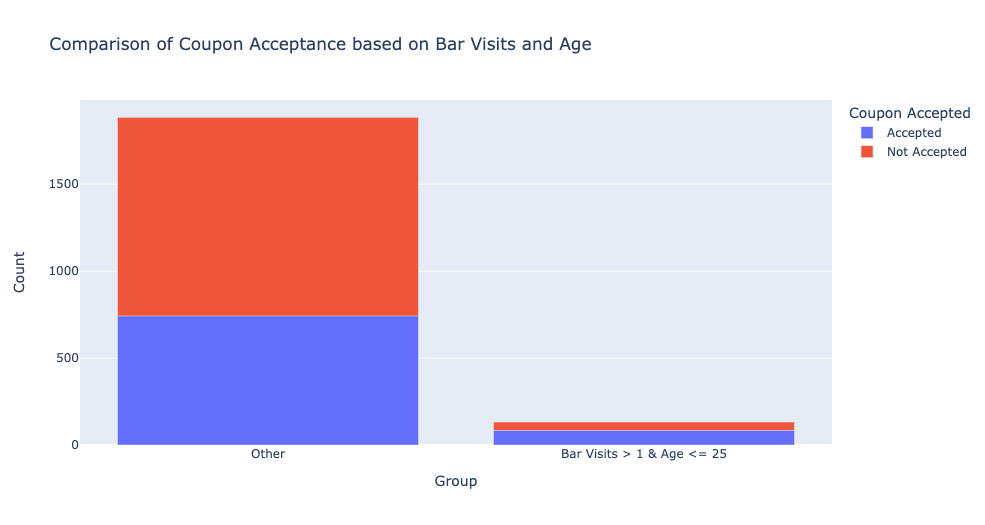 Comparison of Coupon Acceptance based on Bar Visits and Age
Coupon Accepted
Accepted
Not Accepted
1500
1000
500
0
Count
Other
Bar Visits > 1 & Age <= 25
Group